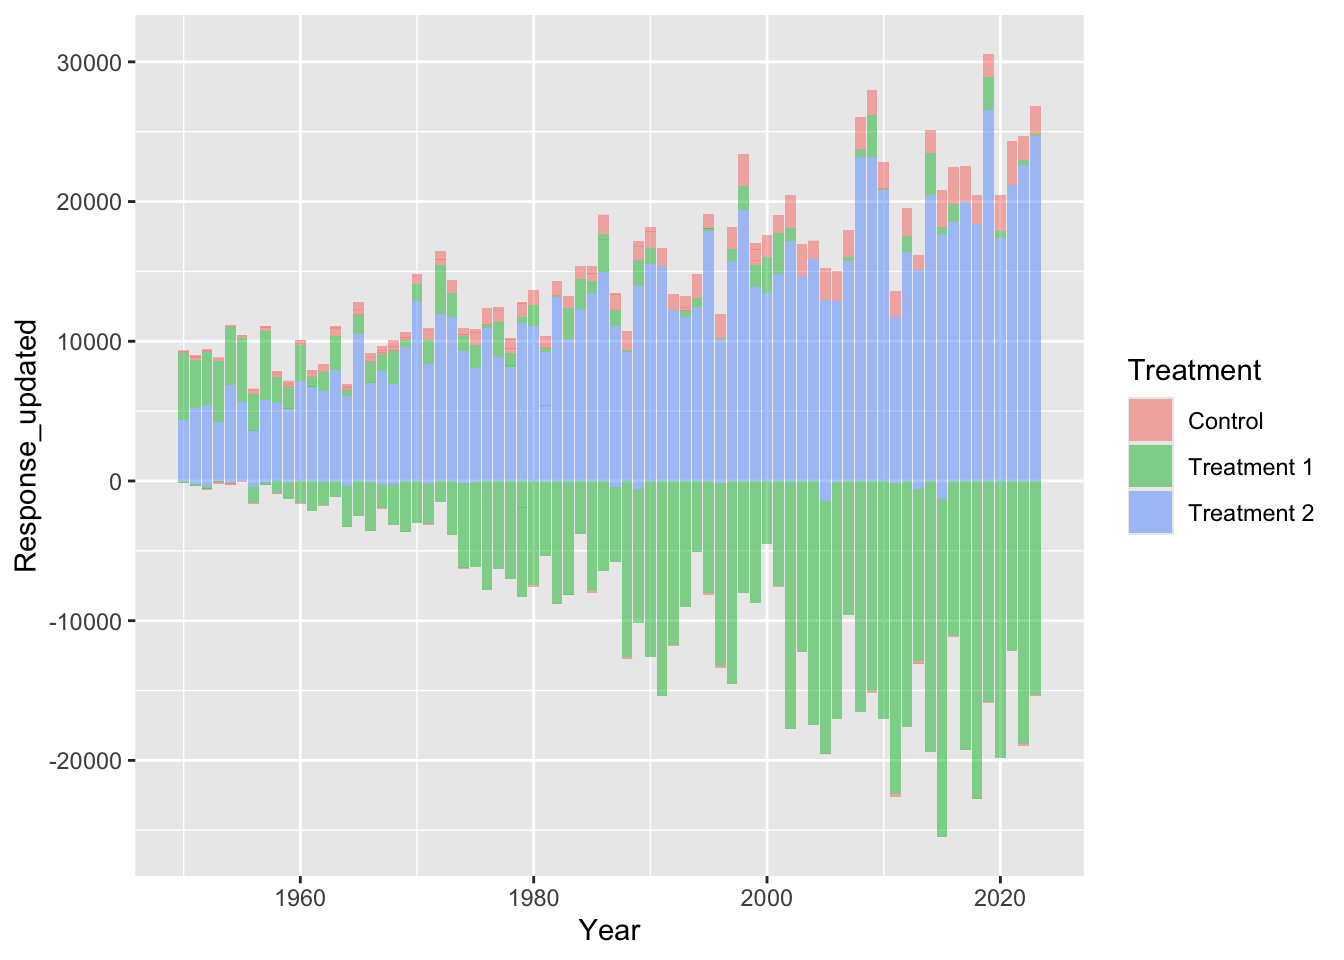 30000
20000
10000
0
-10000
-20000
Response_updated
1960
1980
2000
2020
Year
Treatment
Control
Treatment 1
Treatment 2